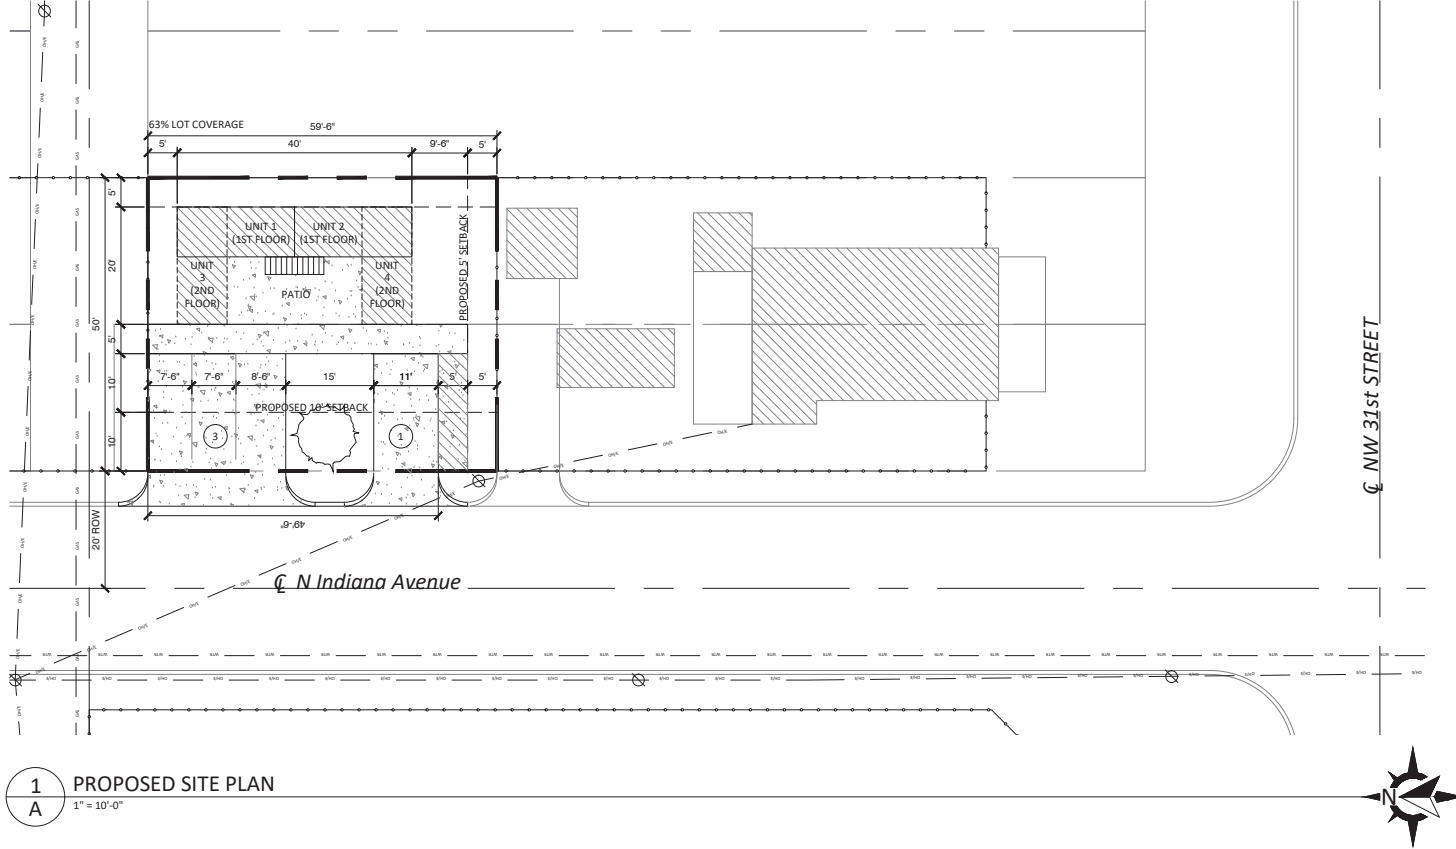 63% LOT COVERAGE
59'-6"
5'
40'
9'-6"
5'
5'
20'
50'
5'
10'
10'
20' ROW
UNIT 1
(1ST FLOOR)
UNIT 2
(1ST FLOOR)
UNIT
3
(2ND
FLOOR)
UNIT
4
(2ND
FLOOR)
PATIO
PROPOSED 5' SETBACK
7'-6"
7'-6"
8'-6"
15'
11'
5'
5'
PROPOSED 10' SETBACK
3
1
49'-6"
℄ N Indiana Avenue
℄ NW 31st STREET
OH/E
GAS
WTR
1
A
PROPOSED SITE PLAN
1" = 10'-0"
N